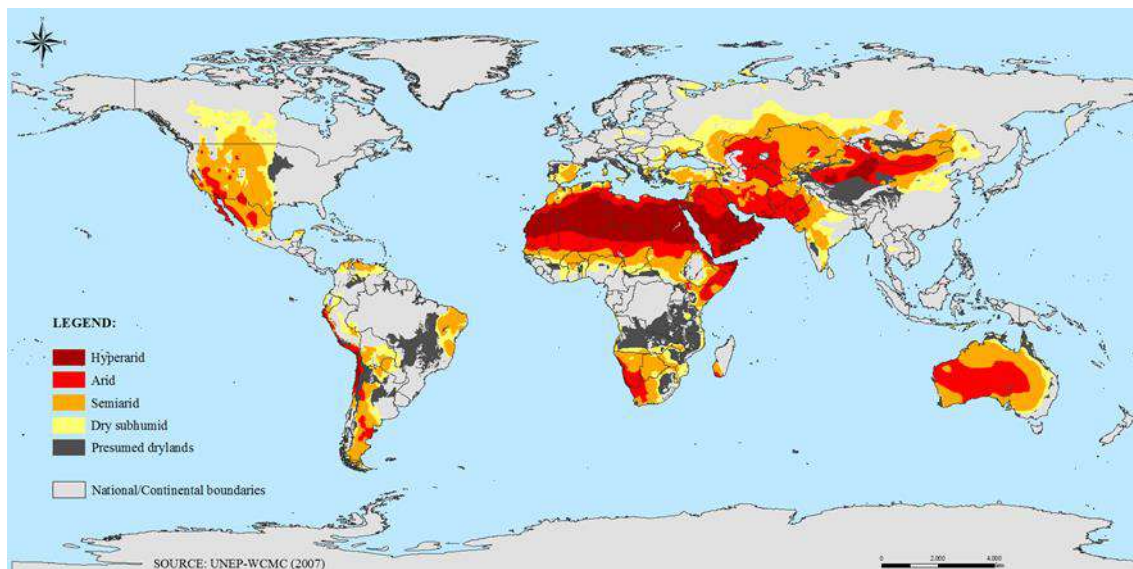 LEGEND:
Hyperarid
Arid
Semiarid
Dry subhumid
Presumed drylands
National/Continental boundaries
SOURCE: UNEP-WCMC (2007)
0 2.000 4.000